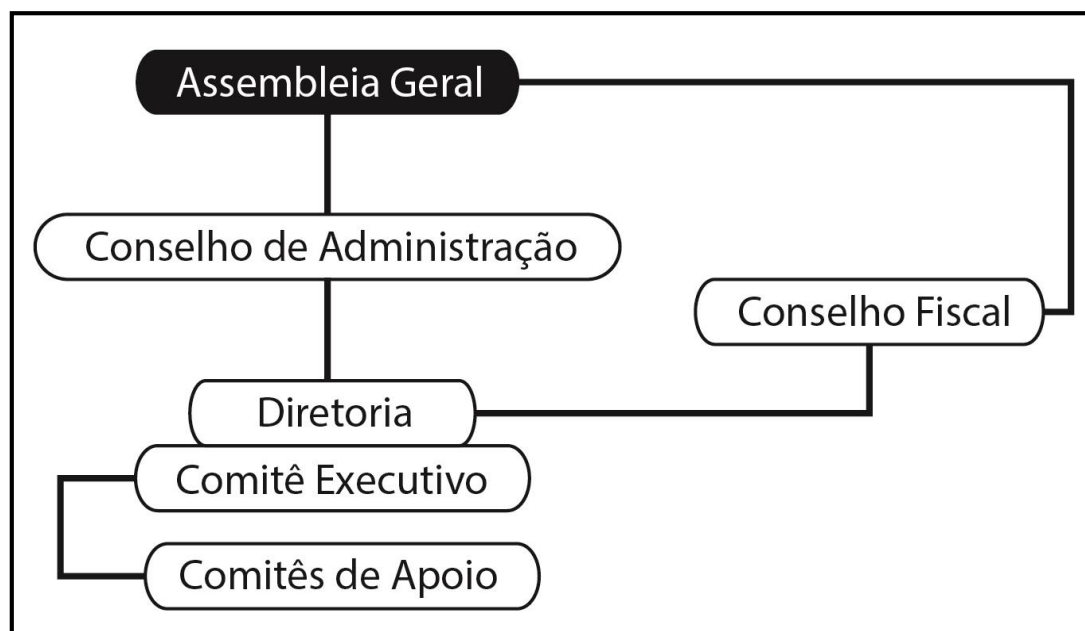 Assembleia Geral
Conselho de Administração
Conselho Fiscal
Diretoria
Comitê Executivo
Comitês de Apoio